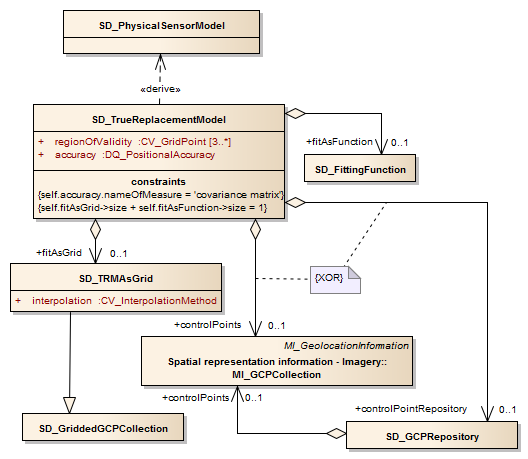 SD_PhysicalSensorModel
«derive»
SD_TrueReplacementModel
+ regionOfValidity :CV_GridPoint [3..*]
+ accuracy :DQ_PositionalAccuracy
constraints
{self.accuracy.nameOfMeasure = 'covariance matrix'}
{self.fitAsGrid->size + self.fitAsFunction->size = 1}
+fitAsFunction 0..1
SD_FittingFunction
+fitAsGrid 0..1
SD_TRMAsGrid
+ interpolation :CV_InterpolationMethod
{XOR}
+controlPoints 0..1
MI_GeolocationInformation
Spatial representation information - Imagery::
MI_GCPCollection
+controlPoints 0..1
+controlPointRepository 0..1
SD_GriddedGCPCollection
SD_GCPRepository